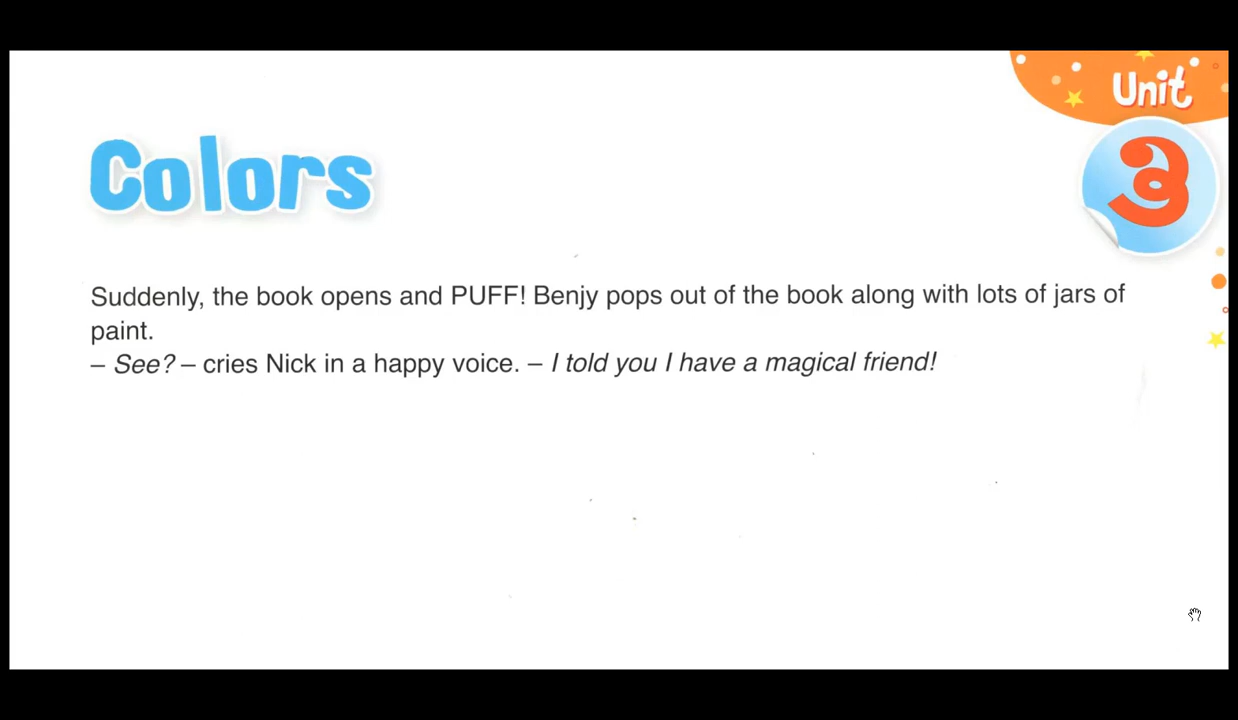 Unit
3
Colors
Suddenly, the book opens and PUFF! Benjy pops out of the book along with lots of jars of
paint.
– See? – cries Nick in a happy voice. – I told you I have a magical friend!